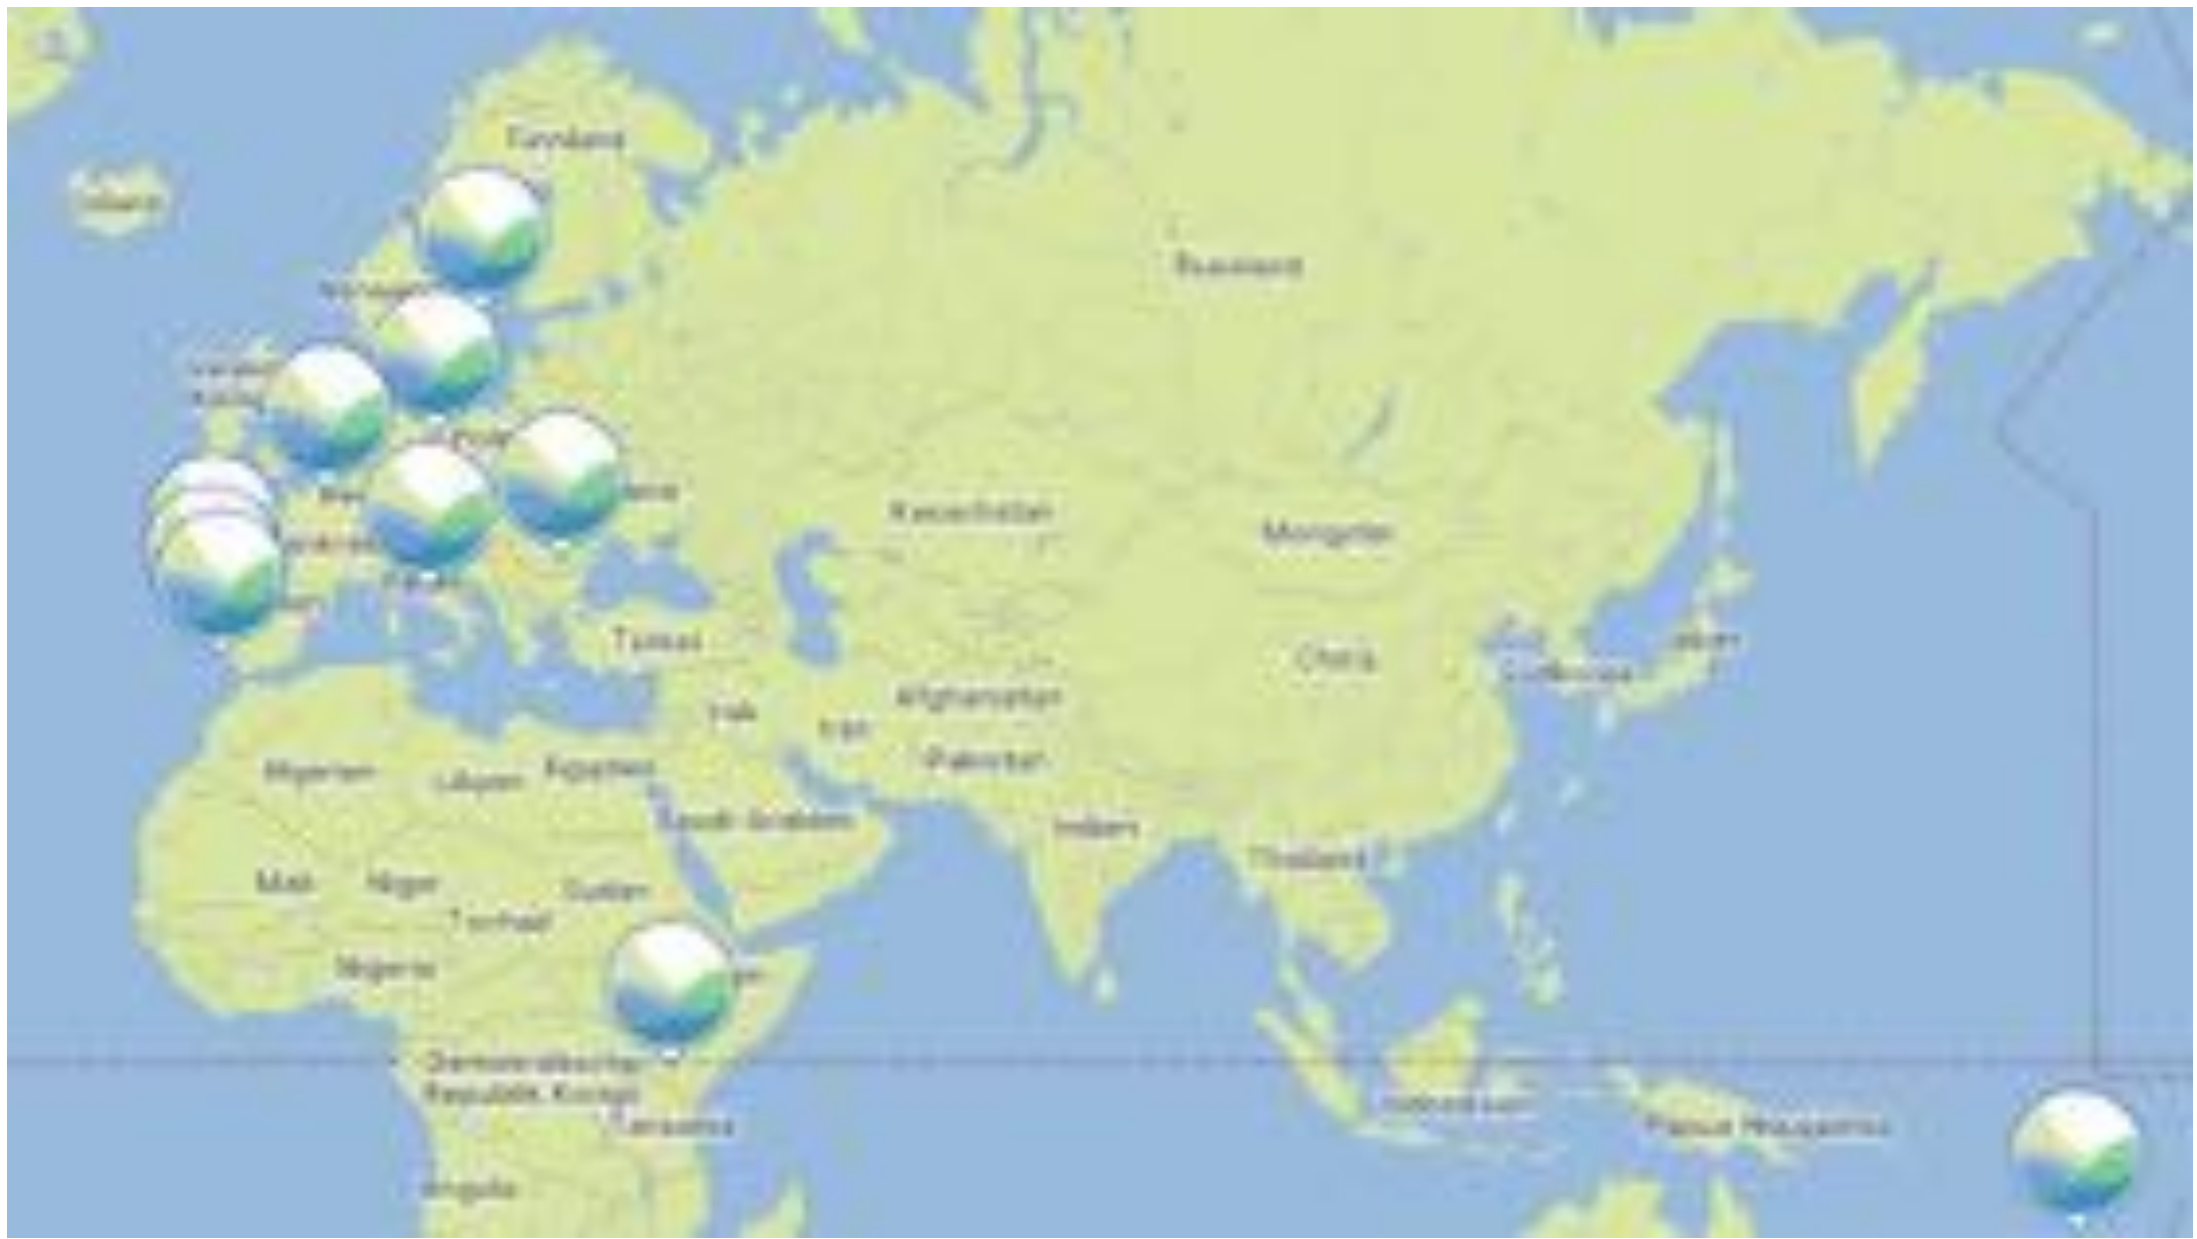 Finnland
Island
Norwegen
Russland
Kasachstan
Mongolei
Türkei
China
Japan
Südkorea
Afghanistan
Irak
Iran
Pakistan
Algerien
Libyen
Ägypten
Saudi-Arabien
Indien
Thailand
Mali
Niger
Sudan
Tschad
Nigeria
Demokratische
Republik Kongo
Tansania
Indonesien
Papua-Neuguinea
Angola